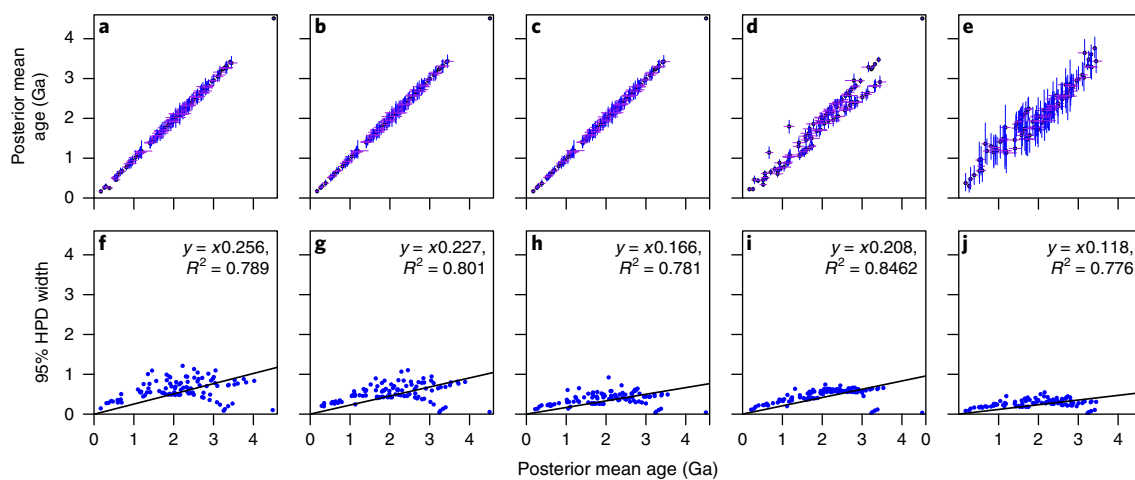 a b c d e
4
3
2
1
0
Posterior mean
age (Ga)
f g h i j
y = x0.256,
R² = 0.789
y = x0.227,
R² = 0.801
y = x0.166,
R² = 0.781
y = x0.208,
R² = 0.8462
y = x0.118,
R² = 0.776
4
3
2
1
0
95% HPD width
0 1 2 3 4 0 1 2 3 4 0 1 2 3 4 0 1 2 3 4 0 0 1 2 3 4
Posterior mean age (Ga)